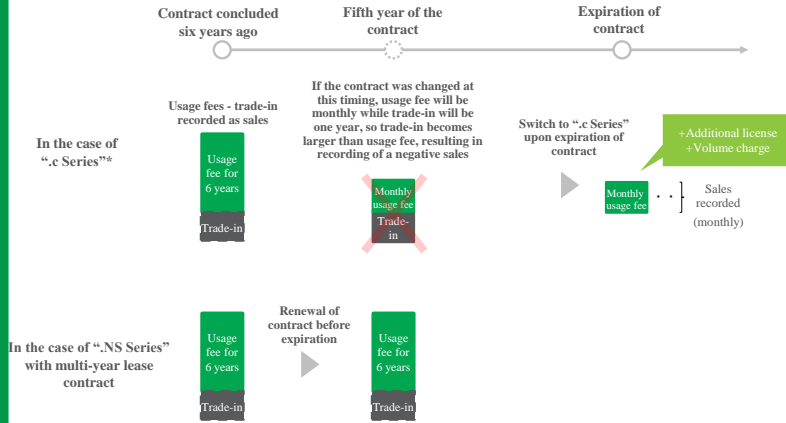 Contract concluded
six years ago
Fifth year of the
contract
Expiration of
contract
If the contract was changed at
this timing, usage fee will be
monthly while trade-in will be
one year, so trade-in becomes
larger than usage fee, resulting in
recording of a negative sales
Usage fees - trade-in
recorded as sales
Switch to “.c Series”
upon expiration of
contract
+Additional license
+Volume charge
In the case of
“.c Series”*
Usage
fee for
6 years
Trade-in
Monthly
usage fee
Trade-
in
Monthly
usage fee
・・
Sales
recorded
(monthly)
Renewal of
contract before
expiration
In the case of “.NS Series”
with multi-year lease
contract
Usage
fee for
6 years
Trade-in
Usage
fee for
6 years
Trade-in